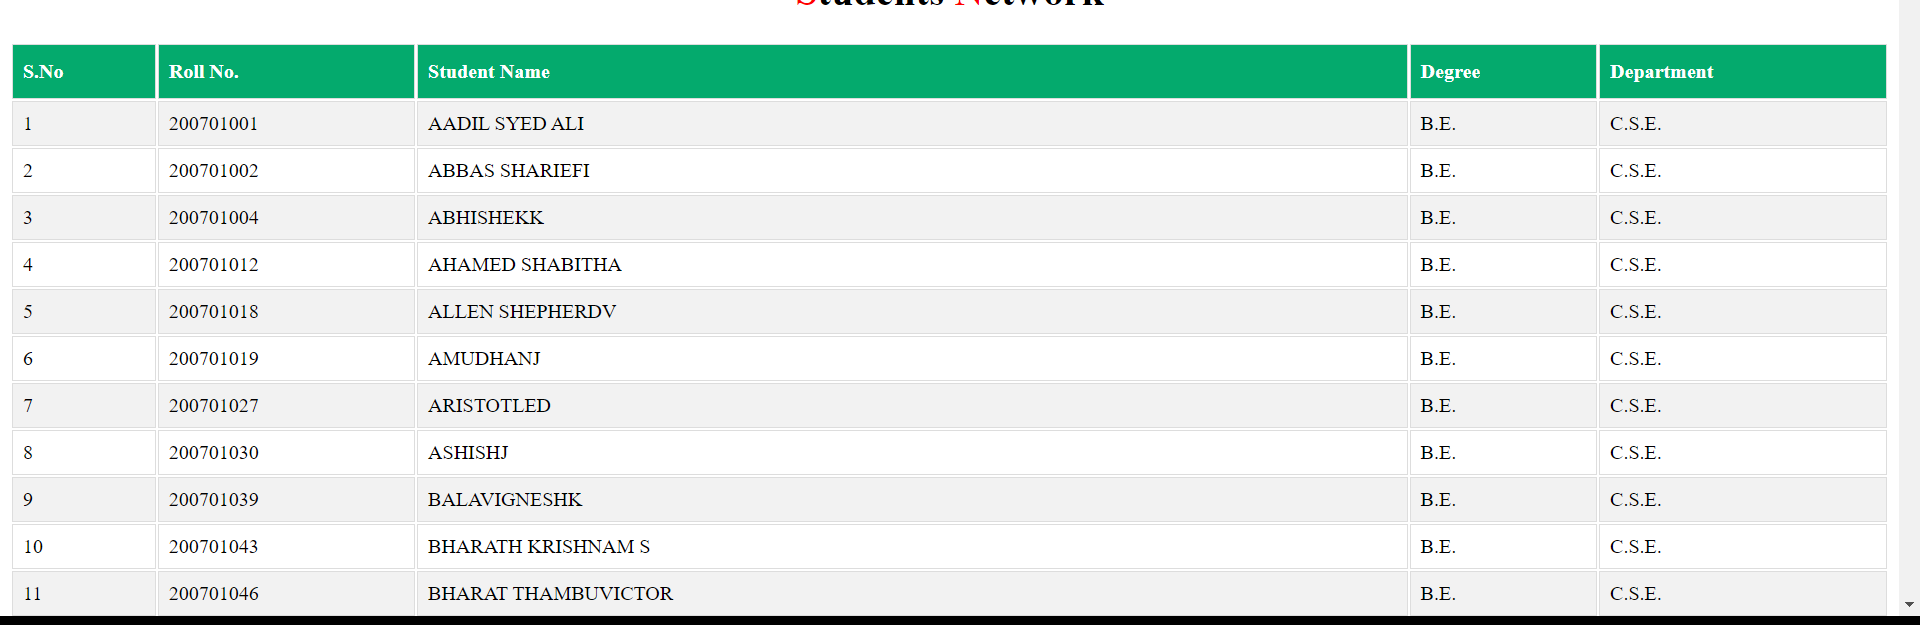 Students Network
S.No Roll No. Student Name Degree Department
1 200701001 AADIL SYED ALI B.E. C.S.E.
2 200701002 ABBAS SHARIEFI B.E. C.S.E.
3 200701004 ABHISHEKK B.E. C.S.E.
4 200701012 AHAMED SHABITHA B.E. C.S.E.
5 200701018 ALLEN SHEPHERDV B.E. C.S.E.
6 200701019 AMUDHANJ B.E. C.S.E.
7 200701027 ARISTOTLED B.E. C.S.E.
8 200701030 ASHISHJ B.E. C.S.E.
9 200701039 BALAVIGNESHK B.E. C.S.E.
10 200701043 BHARATH KRISHNAM S B.E. C.S.E.
11 200701046 BHARAT THAMBUVICTOR B.E. C.S.E.